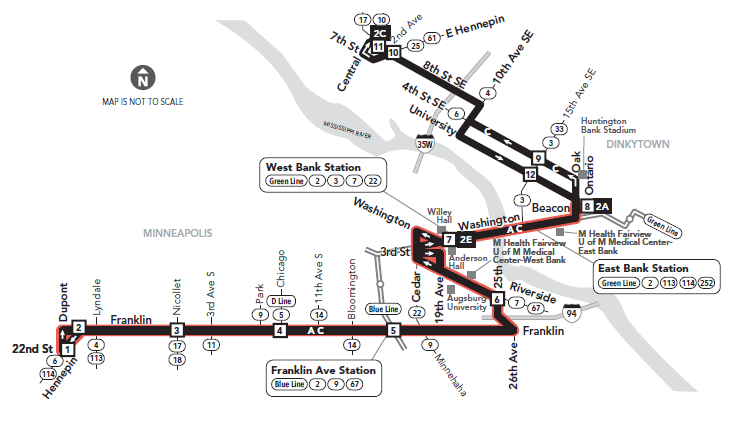 17 10
2nd Ave
2C
7th St
11
10
25 61 E Hennepin
Central
8th St SE
10th Ave SE
4
4th St SE
6
University
N
MAP IS NOT TO SCALE
MISSISSIPPI RIVER
35W
15th Ave SE
33
3
Huntington
Bank Stadium
DINKYTOWN
C
9
C
12
Oak
Ontario
West Bank Station
Green Line 2 3 7 22
3
Beacon
8 2A
Washington
Willey
Hall
Washington
A C
Green Line
7 2E
M Health Fairview
U of M Medical
Center-West Bank
M Health Fairview
U of M Medical Center-
East Bank
MINNEAPOLIS
3rd St
Anderson
Hall
East Bank Station
Green Line 2 113 114 252
25th
Cedar
19th Ave
Augsburg
University
6
Riverside
7
67
94
Dupont
Lyndale
Nicollet
3rd Ave S
Park
Chicago
D Line
11th Ave S
Bloomington
Blue Line
22
9
5
14
Franklin
2
3
4
A C
5
Franklin
22nd St
1
6
114
Hennepin
4
113
17
18
11
14
9
Minnehaha
26th Ave
Franklin Ave Station
Blue Line 2 9 67